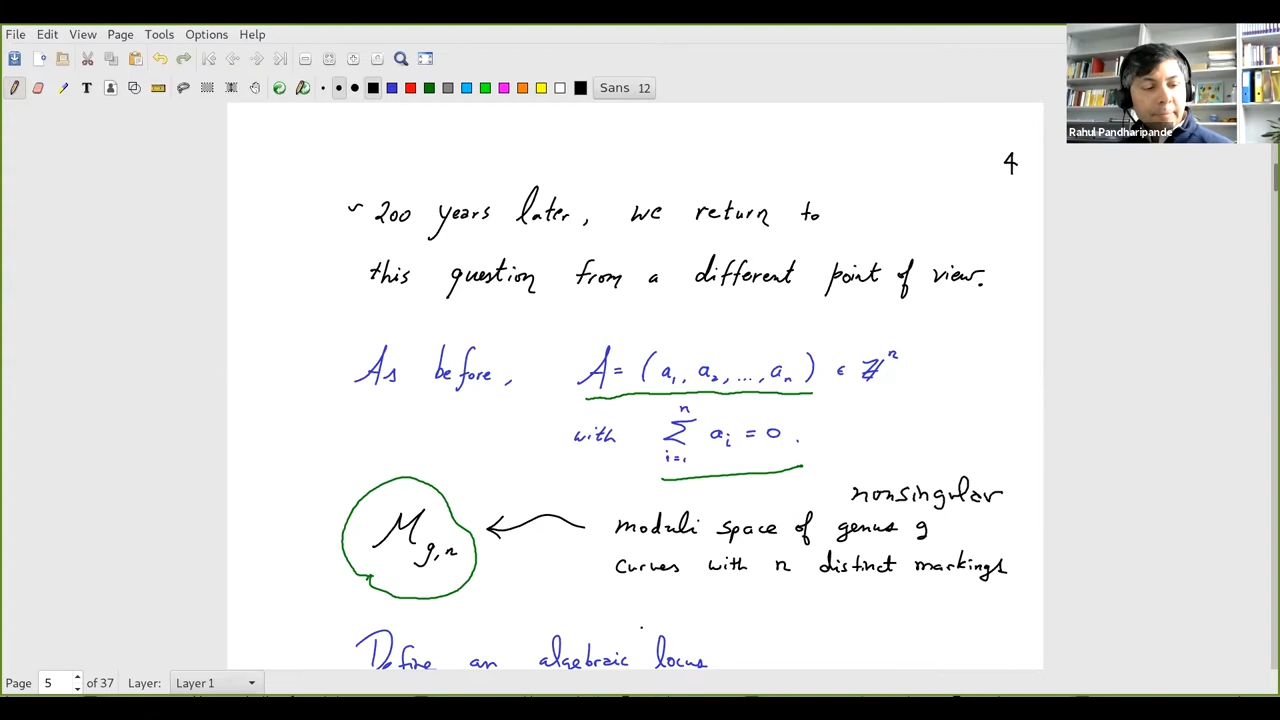 File Edit View Page Tools Options Help
Sans 12
Rahul Pandharipande
4
~ 200 years later, we return to
this question from a different point of view.
As before, A = (a₁, a₂, ..., aₙ) ∈ ℤⁿ
with ∑ᵢ₌₁ⁿ aᵢ = 0.
nonsingular
M_{g,n} ← moduli space of genus g
curves with n distinct markings
Define an algebraic locus
Page 5 of 37 Layer: Layer 1